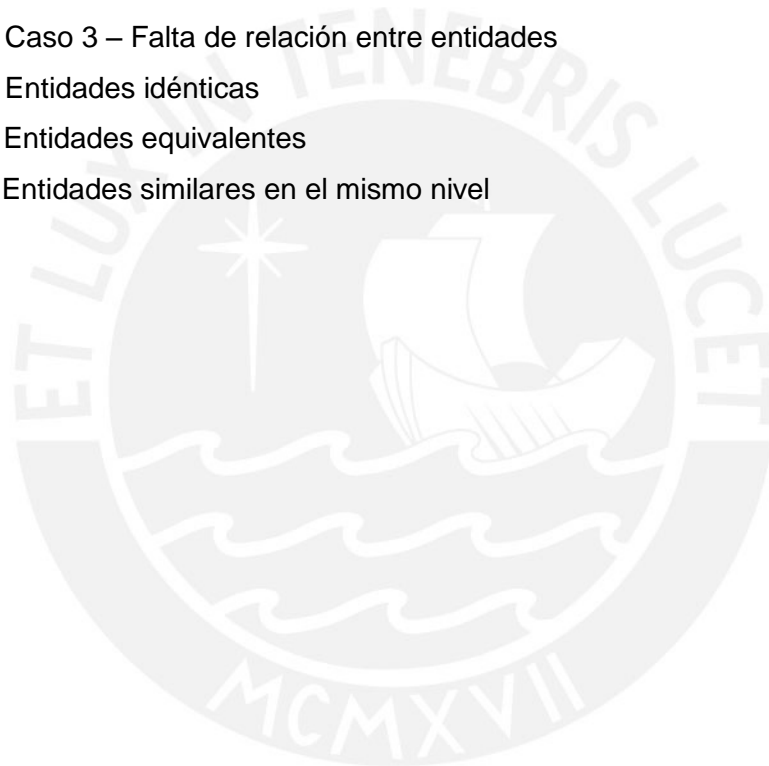 Caso 3 – Falta de relación entre entidades
Entidades idénticas
Entidades equivalentes
Entidades similares en el mismo nivel
ET LUX IN TENEBRIS LUCET
MCMXVII